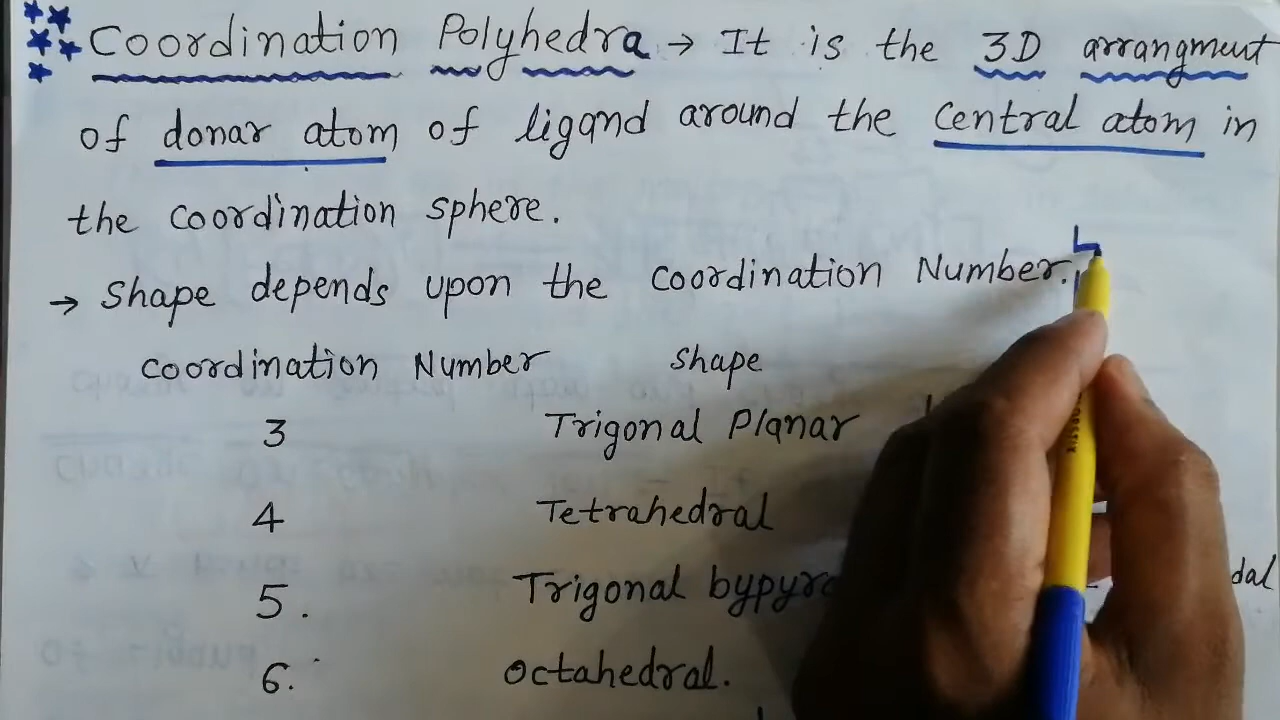 Coordination Polyhedra → It is the 3D arrangment
of donar atom of ligand around the central atom in
the coordination sphere.
→ Shape depends upon the coordination Number.
Coordination Number Shape
3 Trigonal Planar
4 Tetrahedral
5. Trigonal
6. Octahedral.